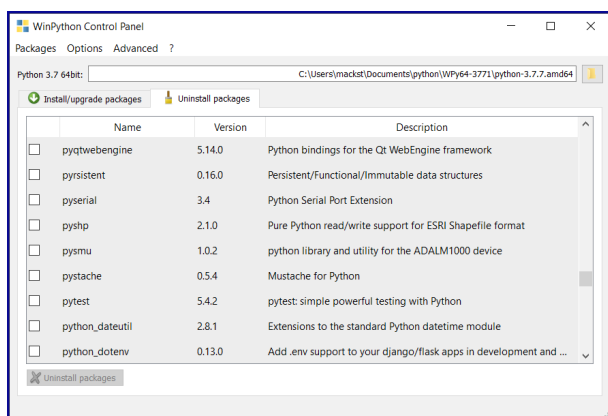 WinPython Control Panel
Packages Options Advanced ?
Python 3.7 64bit: C:\Users\mackst\Documents\python\WPy64-3771\python-3.7.7.amd64
Install/upgrade packages Uninstall packages
Name Version Description
pyqtwebengine 5.14.0 Python bindings for the Qt WebEngine framework
pyrsistent 0.16.0 Persistent/Functional/Immutable data structures
pyserial 3.4 Python Serial Port Extension
pyshp 2.1.0 Pure Python read/write support for ESRI Shapefile format
pysmu 1.0.2 python library and utility for the ADALM1000 device
pystache 0.5.4 Mustache for Python
pytest 5.4.2 pytest: simple powerful testing with Python
python_dateutil 2.8.1 Extensions to the standard Python datetime module
python_dotenv 0.13.0 Add .env support to your django/flask apps in development and ...
Uninstall packages